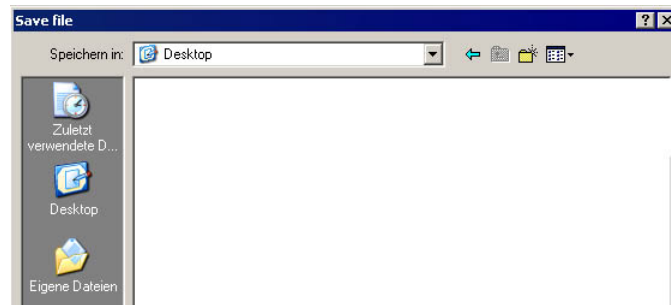 Save file
Speichern in:
Desktop
Zuletzt
verwendete D...
Desktop
Eigene Dateien